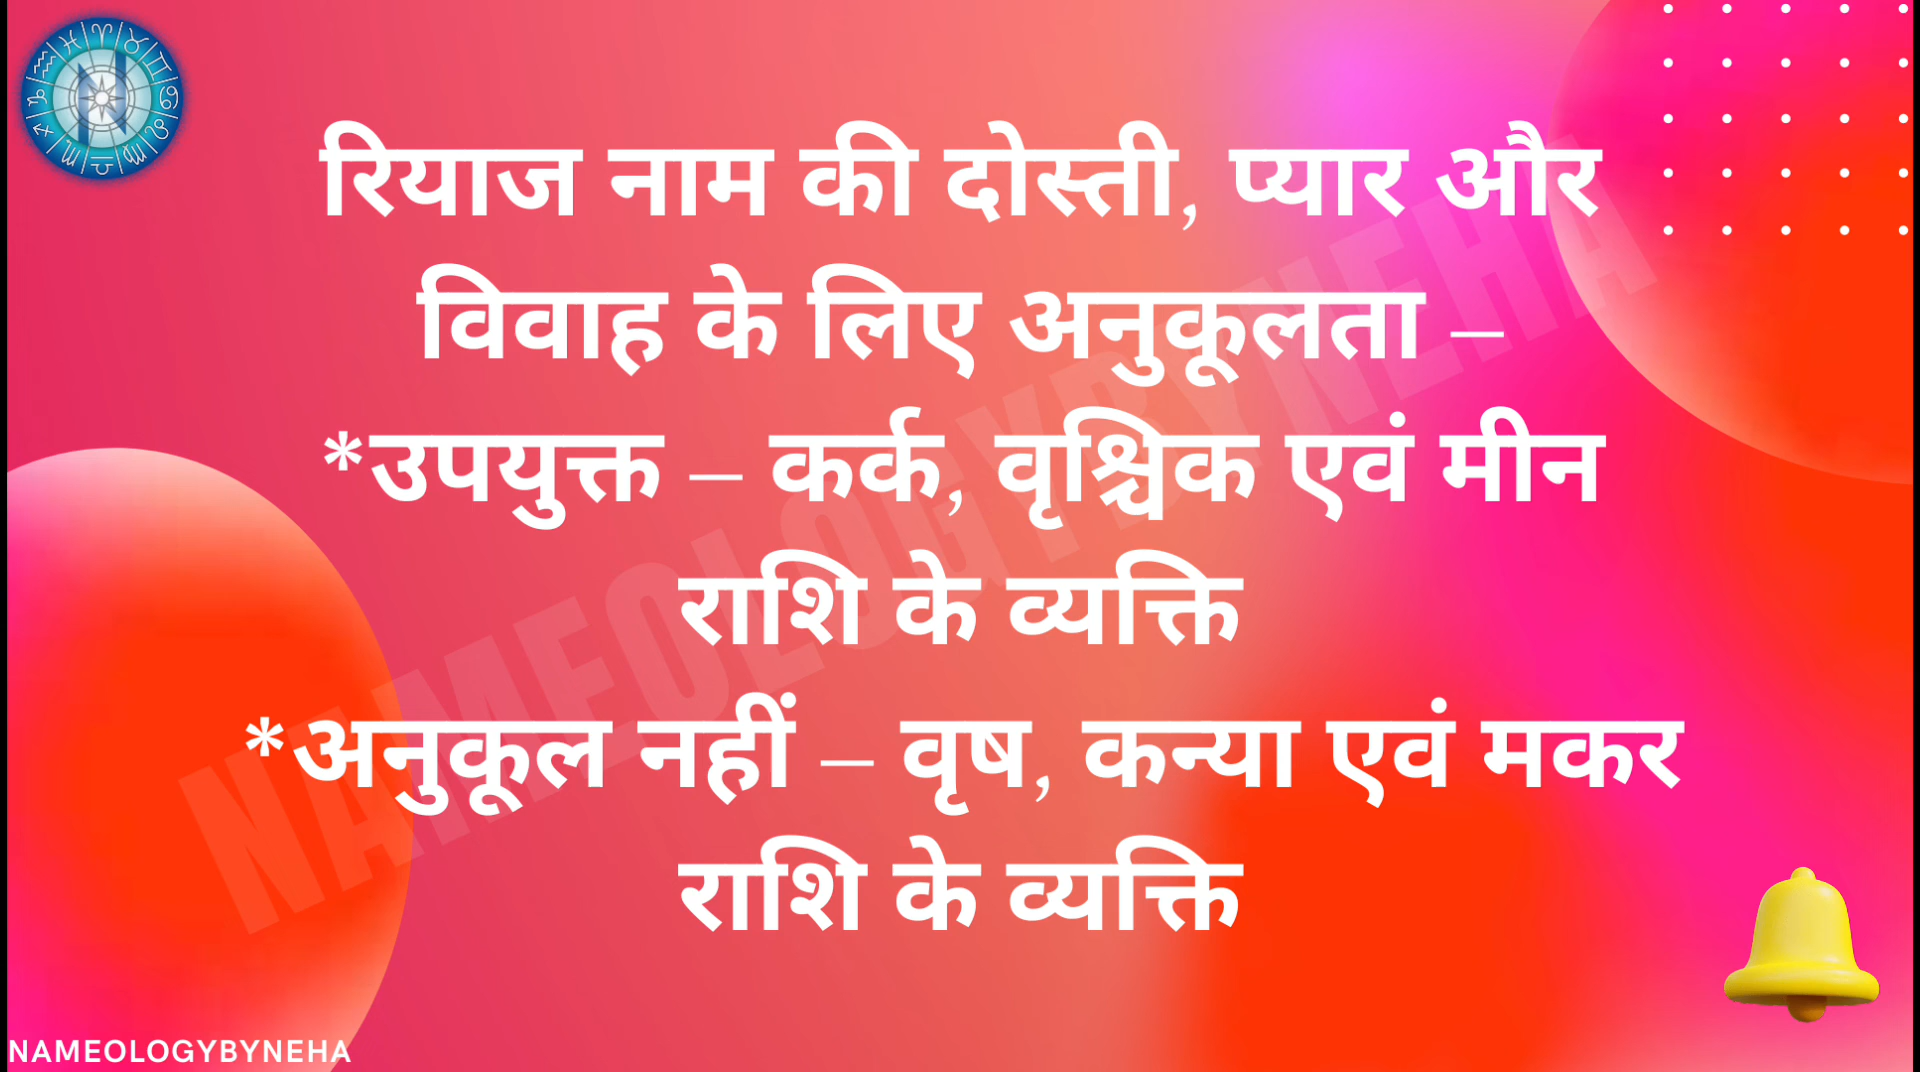 रियाज नाम की दोस्ती, प्यार और
विवाह के लिए अनुकूलता –
*उपयुक्त – कर्क, वृश्चिक एवं मीन
राशि के व्यक्ति
*अनुकूल नहीं – वृष, कन्या एवं मकर
राशि के व्यक्ति
NAMEOLOGYBYNEHA
NAMEOLOGYBYNEHA